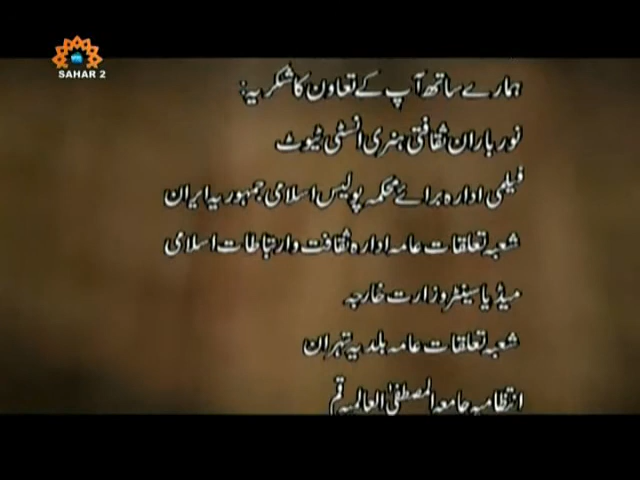 SAHAR 2
ہمارے ساتھ آپ کے تعاون کا شکریہ:
نور باران ثقافتی ہنری انسٹی ٹیوٹ
فیلمی ادارہ برائے محکمہ پولیس اسلامی جمہوریہ ایران
شعبہ تعلقات عامہ ادارہ ثقافت و ارتباطات اسلامی
میڈیا سینٹر وزارت خارجہ
شعبہ تعلقات عامہ بلدیہ تہران
انتظامیہ جامعہ المصطفیٰ العالمیہ قم